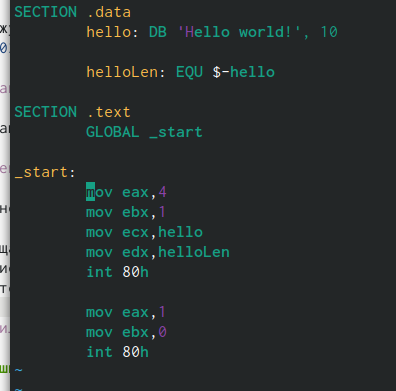 SECTION .data
hello: DB 'Hello world!', 10
helloLen: EQU $-hello
SECTION .text
GLOBAL _start
_start:
mov eax,4
mov ebx,1
mov ecx,hello
mov edx,helloLen
int 80h
mov eax,1
mov ebx,0
int 80h
~
~